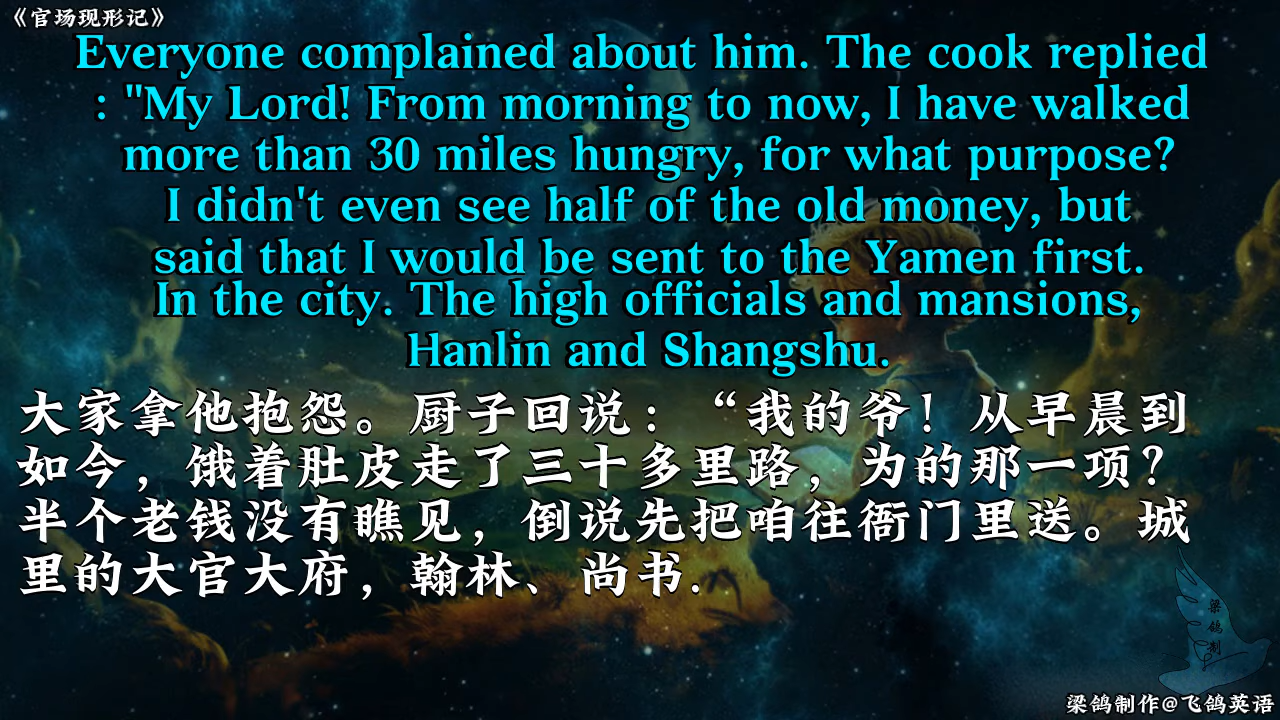 《官场现形记》
Everyone complained about him. The cook replied
: "My Lord! From morning to now, I have walked
more than 30 miles hungry, for what purpose?
I didn't even see half of the old money, but
said that I would be sent to the Yamen first.
In the city. The high officials and mansions,
Hanlin and Shangshu.
大家拿他抱怨。厨子回说：“我的爷！从早晨到
如今，饿着肚皮走了三十多里路，为的那一项？
半个老钱没有瞧见，倒说先把咱往衙门里送。城
里的大官大府，翰林、尚书.
梁鸽制
梁鸽制作@飞鸽英语